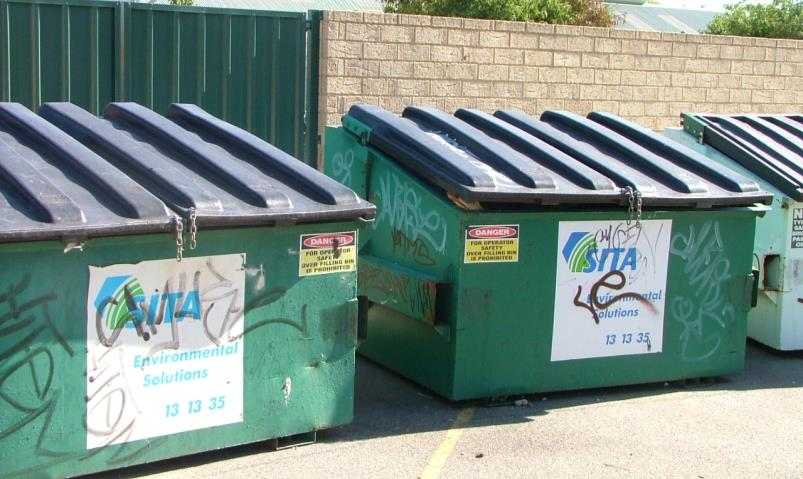 DANGER
FOR OPERATOR
SAFETY
OVER FILLING BIN
IS PROHIBITED
SITA
Environmental
Solutions
13 13 35
DANGER
FOR OPERATOR
SAFETY
OVER FILLING BIN
IS PROHIBITED
SITA
Environmental
Solutions
13 13 35